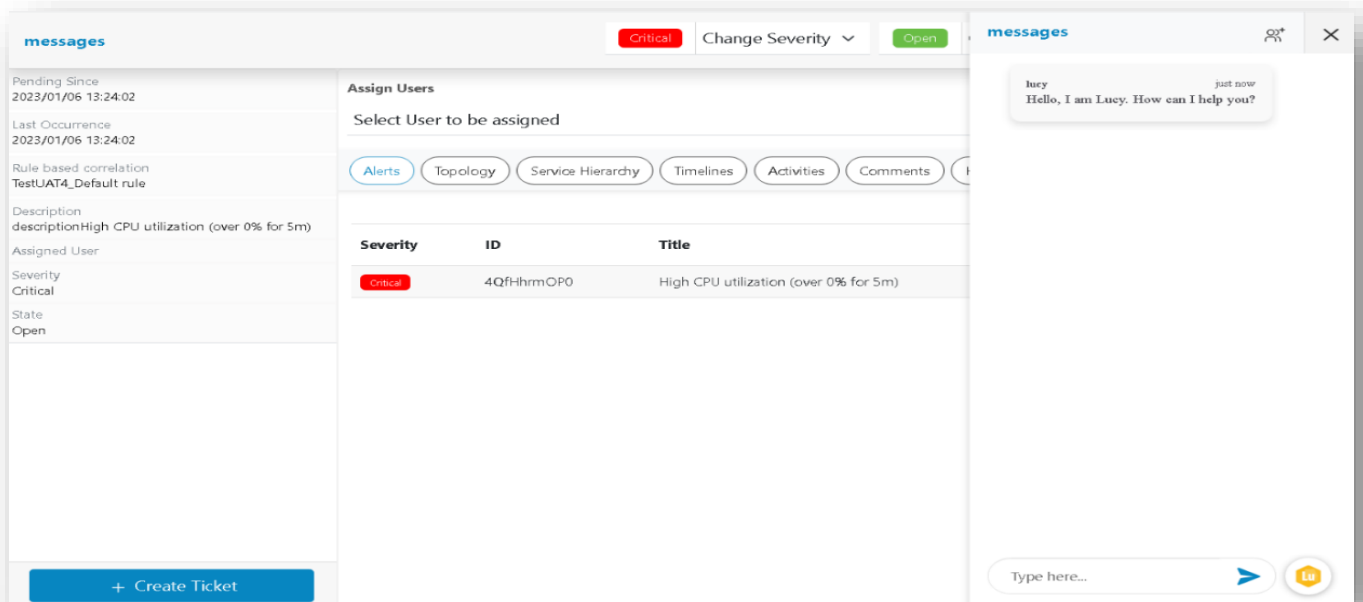 messages
Critical
Change Severity
Open
Pending Since
2023/01/06 13:24:02
Last Occurrence
2023/01/06 13:24:02
Rule based correlation
TestUAT4_Default rule
Description
descriptionHigh CPU utilization (over 0% for 5m)
Assigned User
Severity
Critical
State
Open
+ Create Ticket
Assign Users
Select User to be assigned
Alerts Topology Service Hierarchy Timelines Activities Comments
Severity ID Title
Critical 4QfHhrmOP0 High CPU utilization (over 0% for 5m)
messages
lucy just now
Hello, I am Lucy. How can I help you?
Type here...
Lu